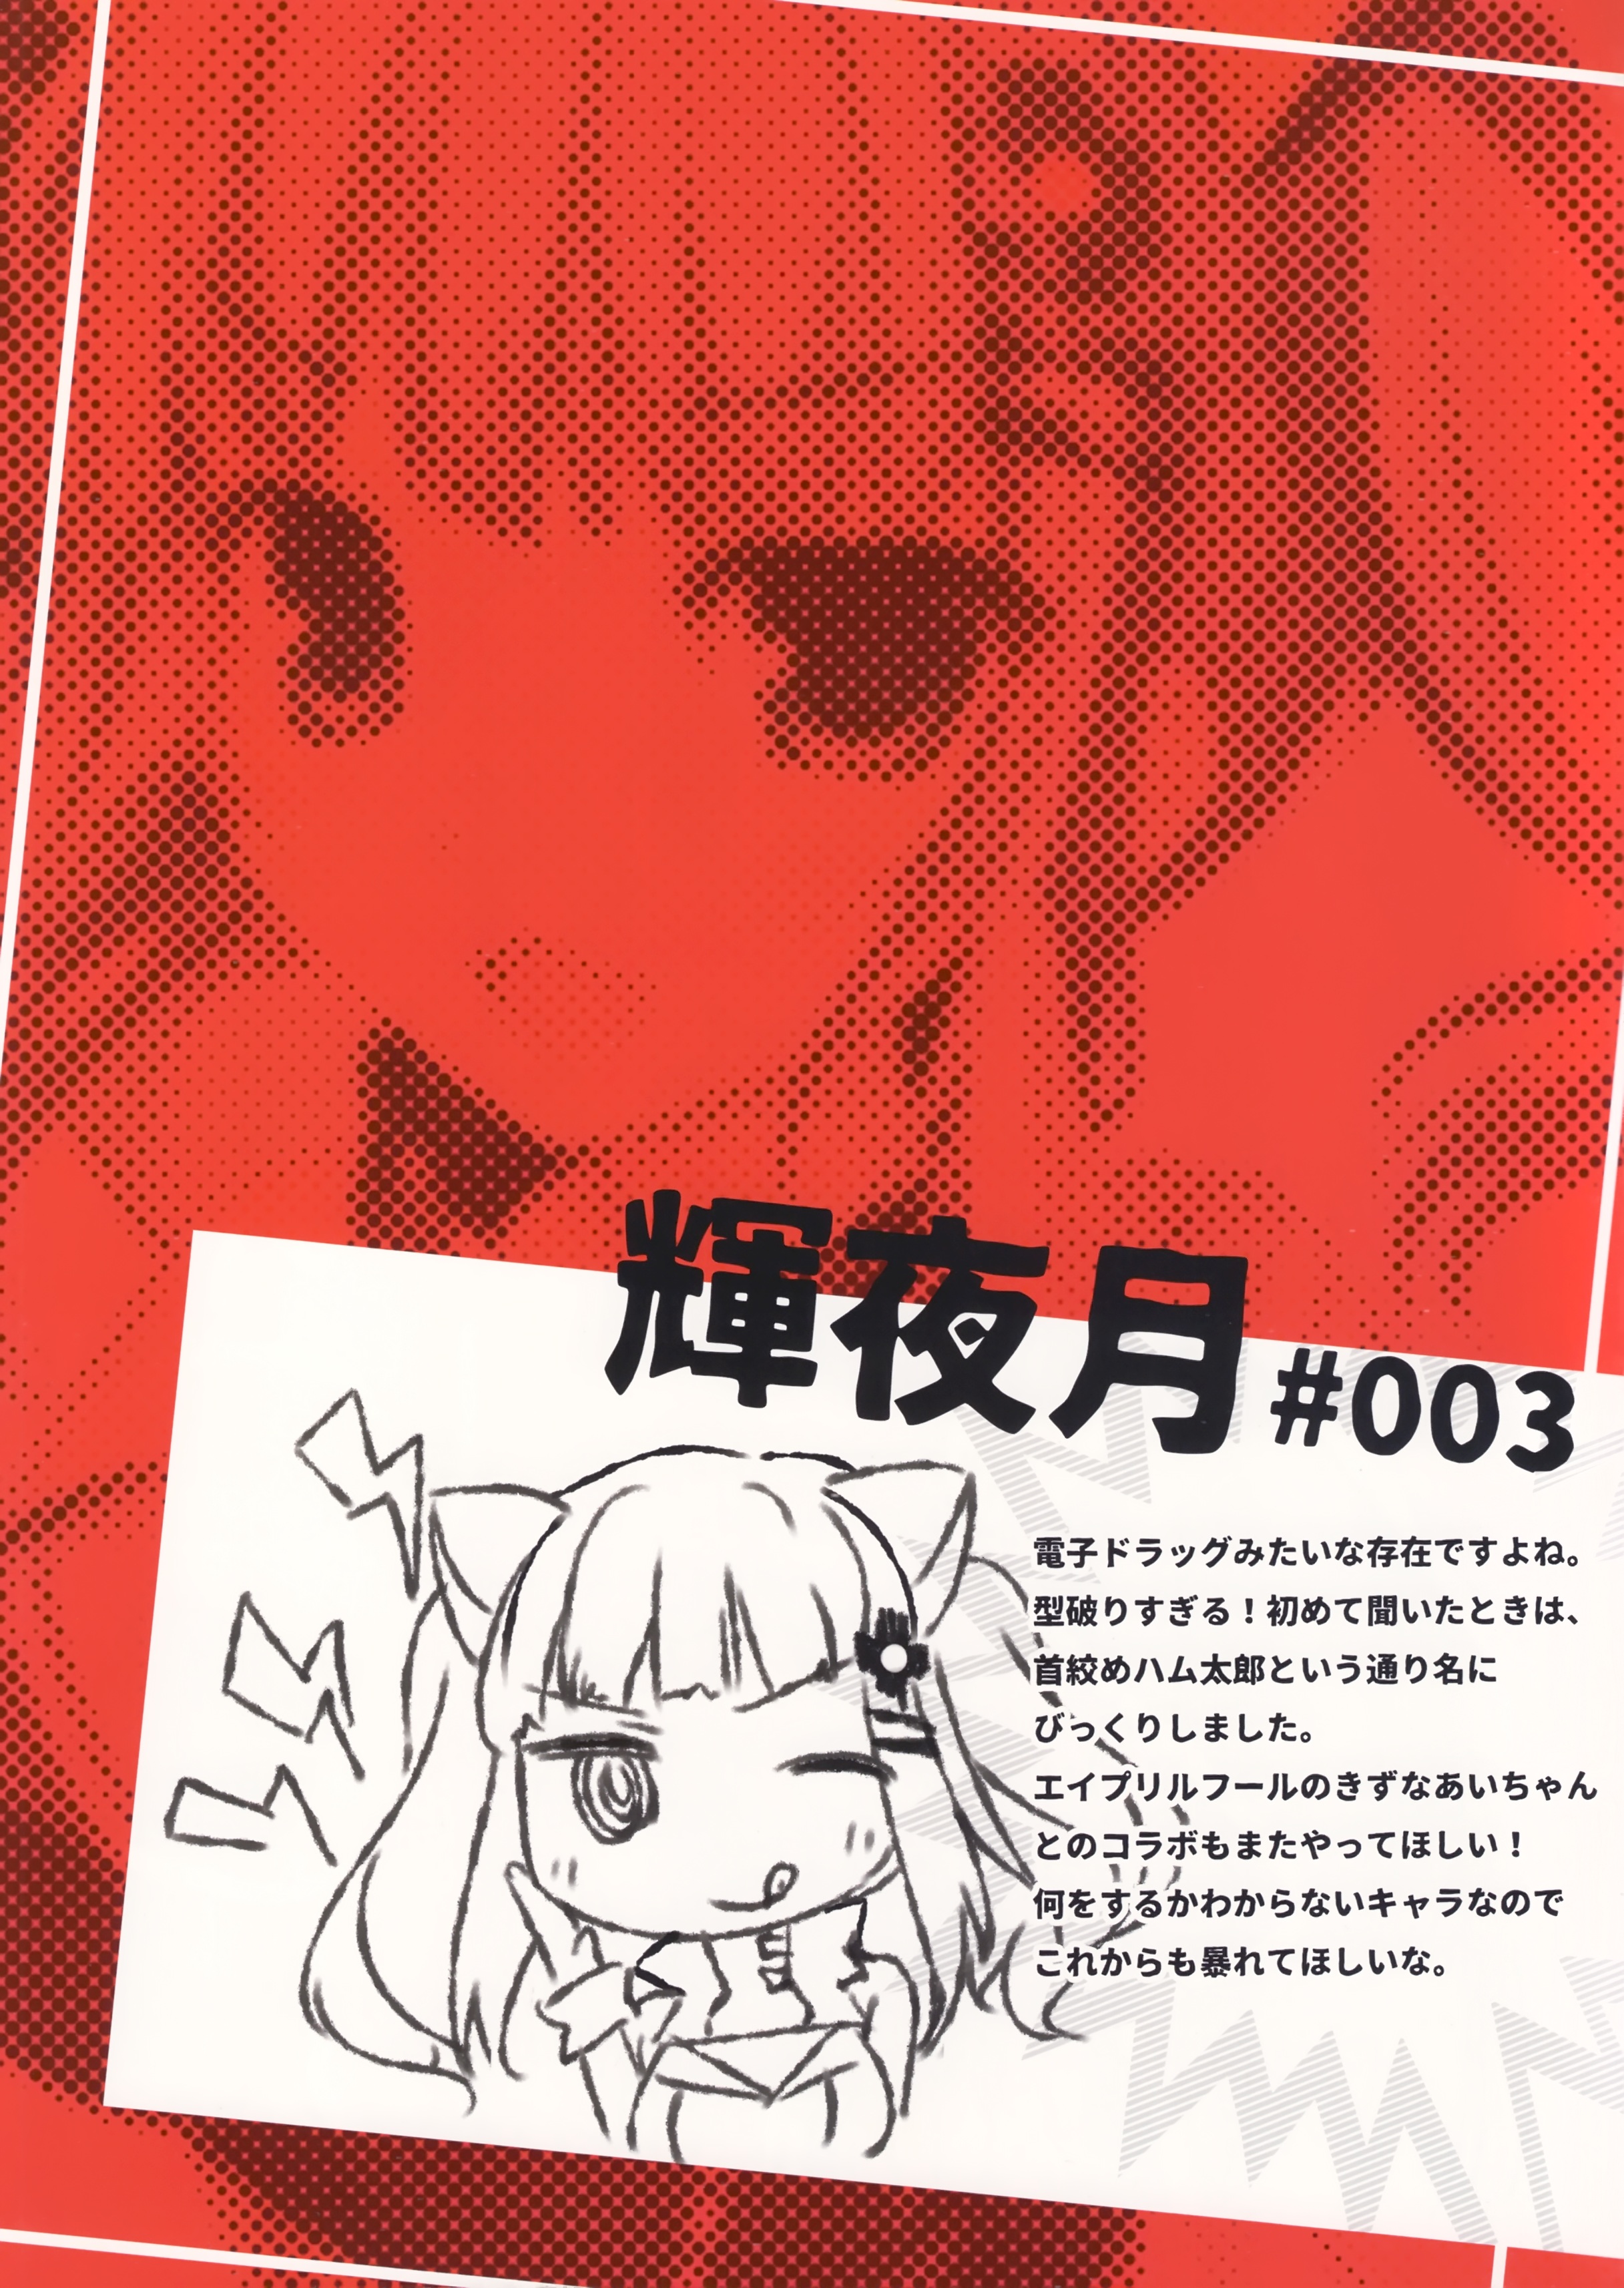 輝夜月 #003
電子ドラッグみたいな存在ですよね。
型破りすぎる！初めて聞いたときは、
首絞めハム太郎という通り名に
びっくりしました。
エイプリルフールのきずなあいちゃん
とのコラボもまたやってほしい！
何をするかわからないキャラなので
これからも暴れてほしいな。